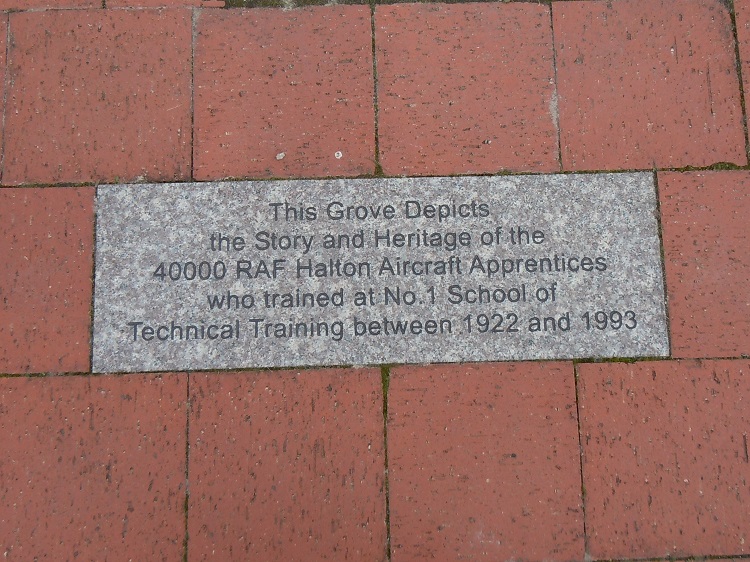 This Grove Depicts
the Story and Heritage of the
40000 RAF Halton Aircraft Apprentices
who trained at No.1 School of
Technical Training between 1922 and 1993